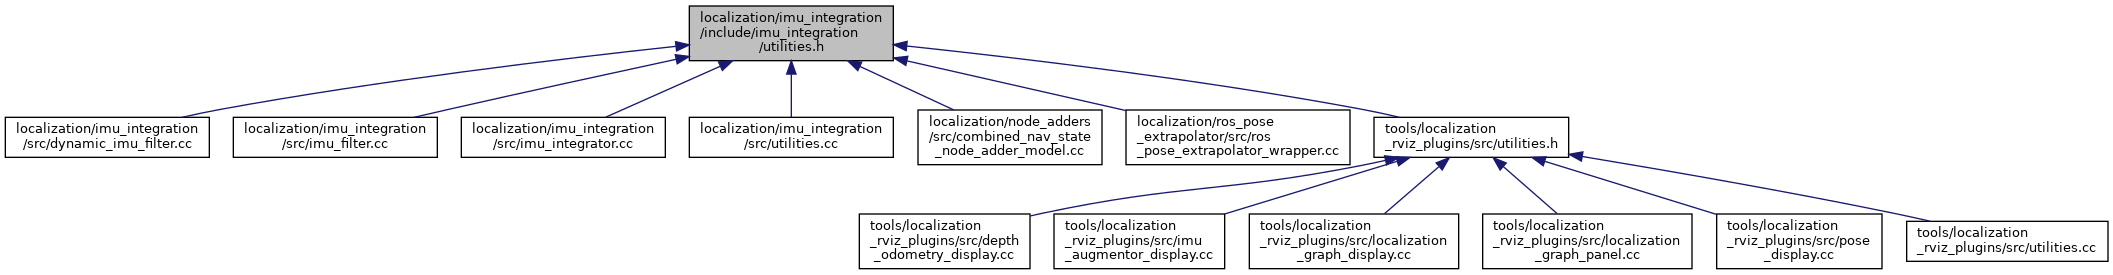 localization/imu_integration
/include/imu_integration
/utilities.h
localization/imu_integration
/src/dynamic_imu_filter.cc
localization/imu_integration
/src/imu_filter.cc
localization/imu_integration
/src/imu_integrator.cc
localization/imu_integration
/src/utilities.cc
localization/node_adders
/src/combined_nav_state
_node_adder_model.cc
localization/ros_pose
_extrapolator/src/ros
_pose_extrapolator_wrapper.cc
tools/localization
_rviz_plugins/src/utilities.h
tools/localization
_rviz_plugins/src/depth
_odometry_display.cc
tools/localization
_rviz_plugins/src/imu
_augmentor_display.cc
tools/localization
_rviz_plugins/src/localization
_graph_display.cc
tools/localization
_rviz_plugins/src/localization
_graph_panel.cc
tools/localization
_rviz_plugins/src/pose
_display.cc
tools/localization
_rviz_plugins/src/utilities.cc